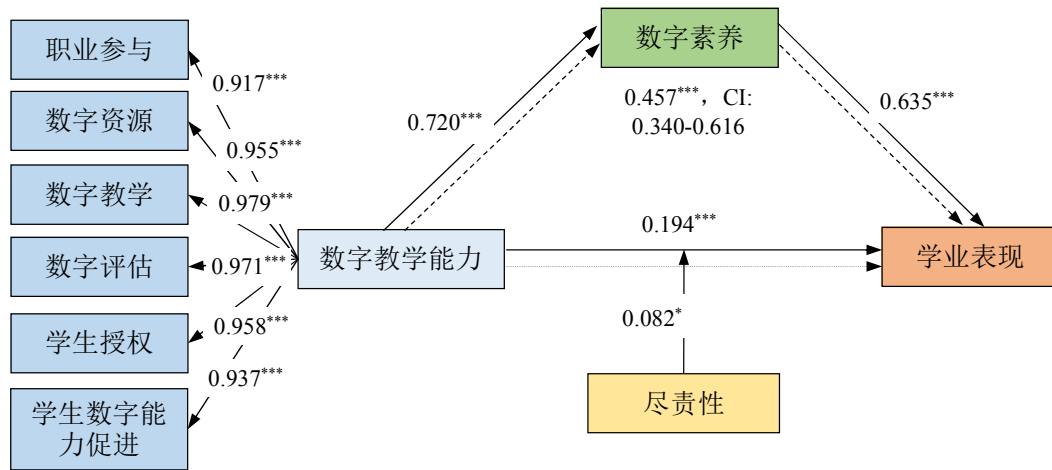 职业参与
数字资源
数字教学
数字评估
学生授权
学生数字能
力促进
0.917***
0.955***
0.979***
0.971***
0.958***
0.937***
数字教学能力
0.720***
数字素养
0.457***，CI:
0.340-0.616
0.635***
0.194***
学业表现
0.082*
尽责性